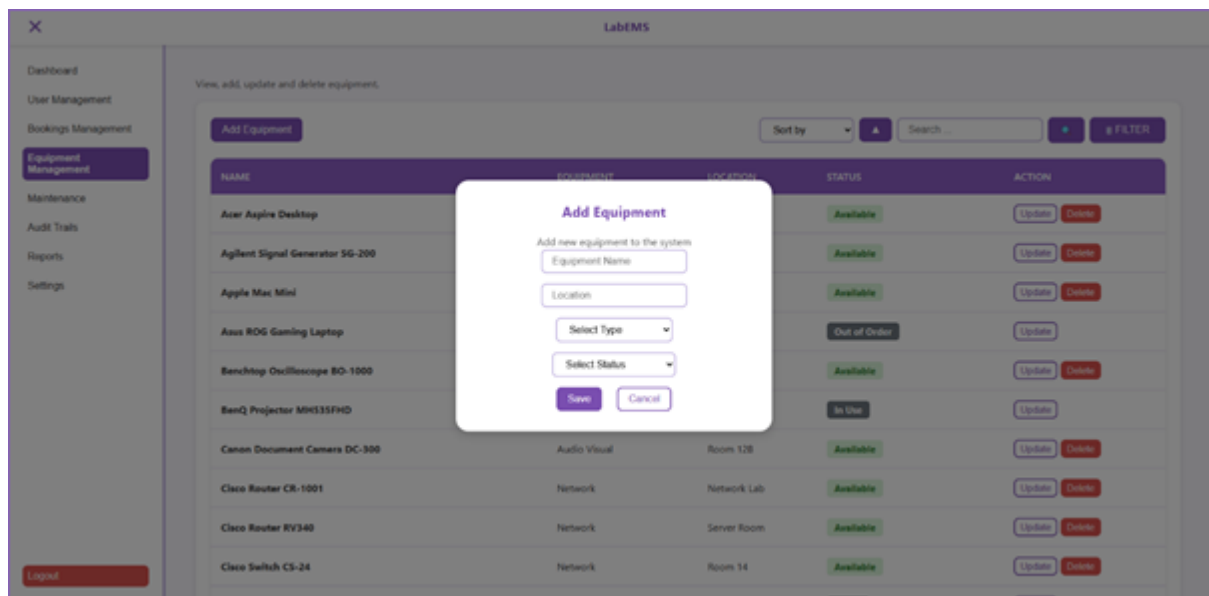 LabEMS
Dashboard
User Management
Bookings Management
Equipment
Management
Maintenance
Audit Trails
Reports
Settings
Logout
View, add, update and delete equipment.
Add Equipment
Sort by
Search ...
FILTER
NAME EQUIPMENT LOCATION STATUS ACTION
Acer Aspire Desktop Available Update Delete
Agilent Signal Generator SG-200 Available Update Delete
Apple Mac Mini Available Update Delete
Asus ROG Gaming Laptop Out of Order Update
Benchtop Oscilloscope BO-1000 Available Update Delete
BenQ Projector MH535FHD In Use Update
Canon Document Camera DC-300 Audio Visual Room 12B Available Update Delete
Cisco Router CR-1001 Network Network Lab Available Update Delete
Cisco Router RV340 Network Server Room Available Update Delete
Cisco Switch CS-24 Network Room 14 Available Update Delete
Add Equipment
Add new equipment to the system
Equipment Name
Location
Select Type
Select Status
Save Cancel